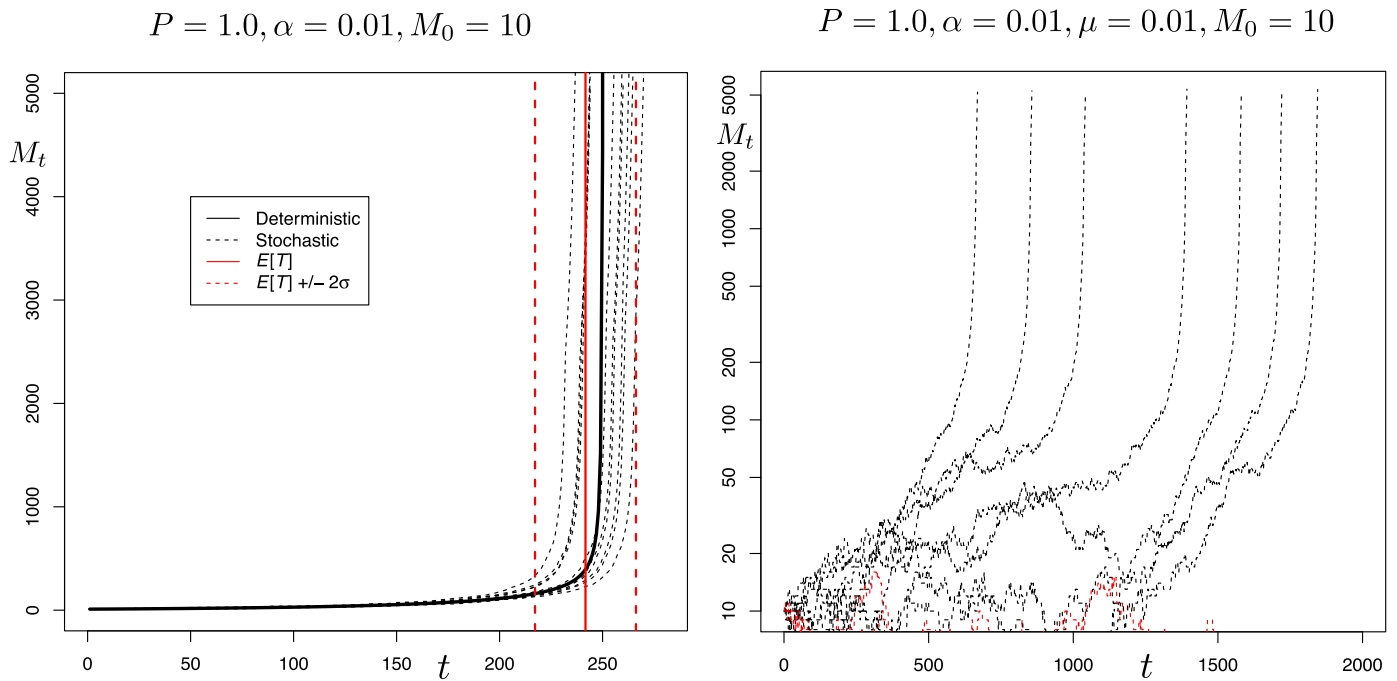 P = 1.0, α = 0.01, M₀ = 10
5000
Mₜ
4000
3000
2000
1000
0
Deterministic
Stochastic
E[T]
E[T] +/− 2σ
0 50 100 150 200 250
t
P = 1.0, α = 0.01, μ = 0.01, M₀ = 10
5000
Mₜ
2000
1000
500
200
100
50
20
10
0 500 1000 1500 2000
t